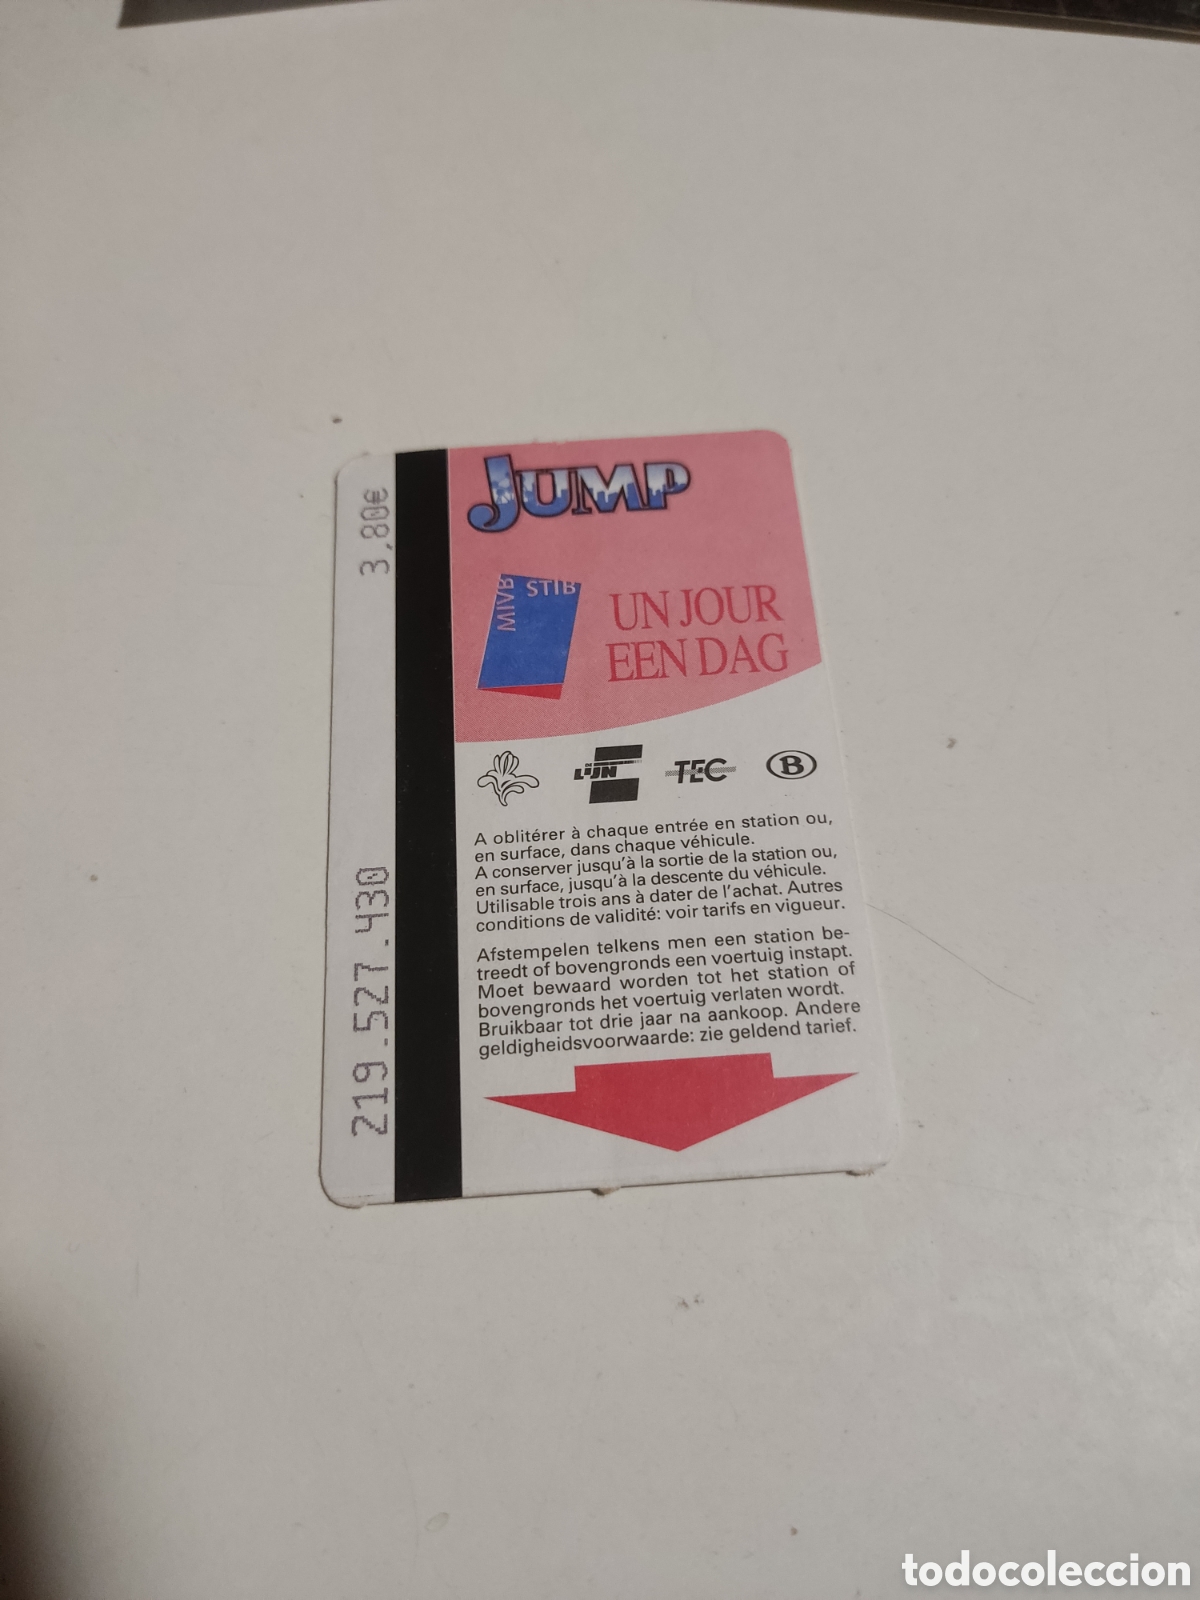 JUMP
MIVB STIB
UN JOUR
EEN DAG
DE LIJN
TEC
B
A oblitérer à chaque entrée en station ou,
en surface, dans chaque véhicule.
A conserver jusqu'à la sortie de la station ou,
en surface, jusqu'à la descente du véhicule.
Utilisable trois ans à dater de l'achat. Autres
conditions de validité: voir tarifs en vigueur.
Afstempelen telkens men een station be-
treedt of bovengronds een voertuig instapt.
Moet bewaard worden tot het station of
bovengronds het voertuig verlaten wordt.
Bruikbaar tot drie jaar na aankoop. Andere
geldigheidsvoorwaarde: zie geldend tarief.
219.527.430 3,80€
todocoleccion